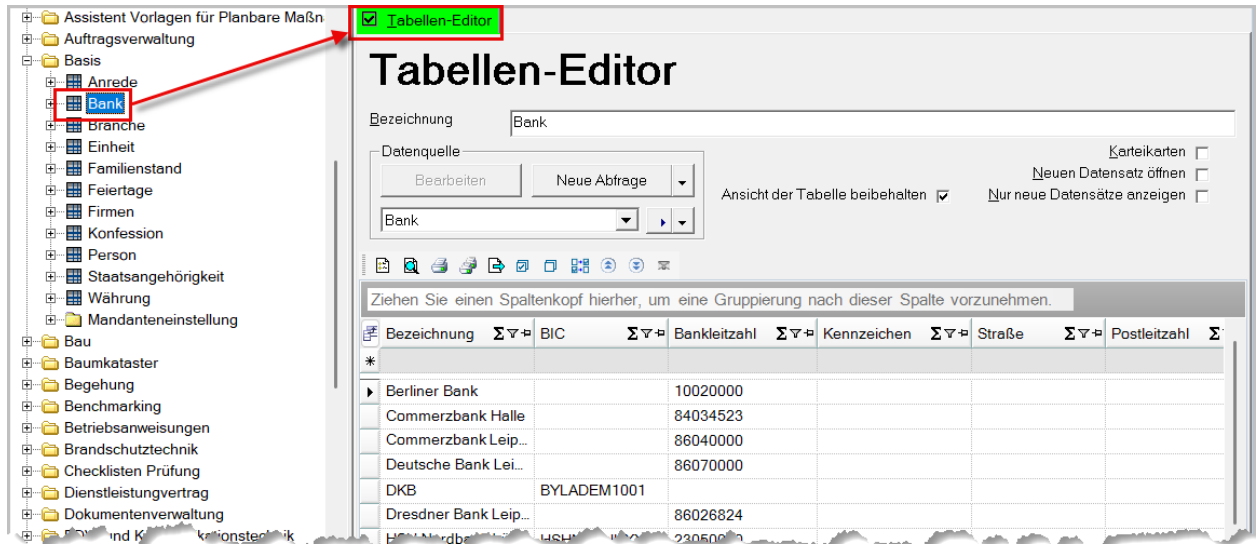 Assistent Vorlagen für Planbare Maßn
Auftragsverwaltung
Basis
Anrede
Bank
Branche
Einheit
Familienstand
Feiertage
Firmen
Konfession
Person
Staatsangehörigkeit
Währung
Mandanteneinstellung
Bau
Baumkataster
Begehung
Benchmarking
Betriebsanweisungen
Brandschutztechnik
Checklisten Prüfung
Dienstleistungvertrag
Dokumentenverwaltung
Tabellen-Editor
Tabellen-Editor
Bezeichnung Bank
Datenquelle
Bearbeiten Neue Abfrage
Bank
Ansicht der Tabelle beibehalten
Karteikarten
Neuen Datensatz öffnen
Nur neue Datensätze anzeigen
Ziehen Sie einen Spaltenkopf hierher, um eine Gruppierung nach dieser Spalte vorzunehmen.
Bezeichnung Σ BIC Σ Bankleitzahl Σ Kennzeichen Σ Straße Σ Postleitzahl Σ
Berliner Bank 10020000
Commerzbank Halle 84034523
Commerzbank Leip... 86040000
Deutsche Bank Lei... 86070000
DKB BYLADEM1001
Dresdner Bank Leip... 86026824